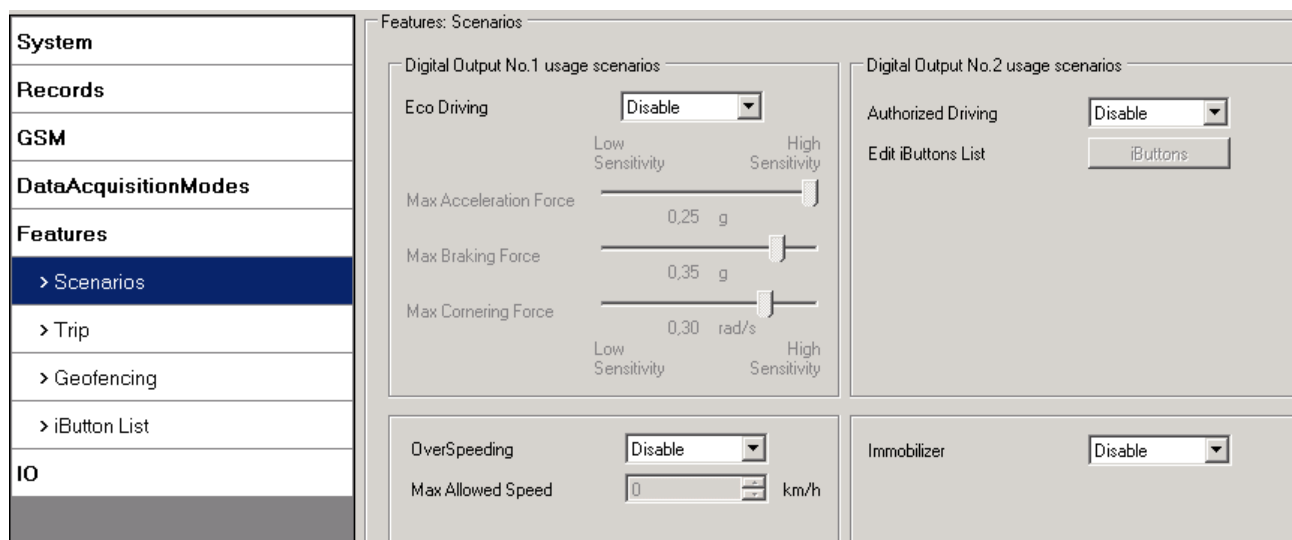 System
Records
GSM
DataAcquisitionModes
Features
> Scenarios
> Trip
> Geofencing
> iButton List
IO
Features: Scenarios
Digital Output No.1 usage scenarios
Eco Driving Disable
Low Sensitivity High Sensitivity
Max Acceleration Force
0,25 g
Max Braking Force
0,35 g
Max Cornering Force
0,30 rad/s
Low Sensitivity High Sensitivity
OverSpeeding Disable
Max Allowed Speed 0 km/h
Digital Output No.2 usage scenarios
Authorized Driving Disable
Edit iButtons List iButtons
Immobilizer Disable